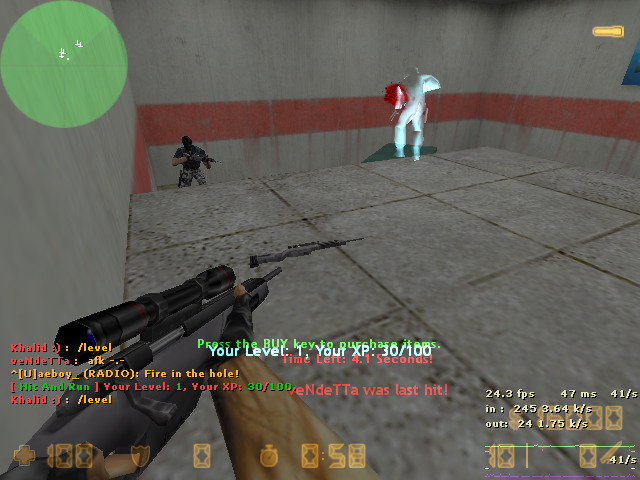 Press the BUY key to purchase items.
Your Level: 1, Your XP: 30/100
Time Left: 4.1 Seconds!
Khalid :) : /level
veNdeTTa : afk -.-
^[U]aeboy_ (RADIO): Fire in the hole!
[ Hit And Run ] Your Level: 1, Your XP: 30/100.
veNdeTTa was last hit!
Khalid :) : /level
24.3 fps 47 ms 41/s
in : 245 3.64 k/s
out: 24 1.75 k/s
41/s
100 0 0:58